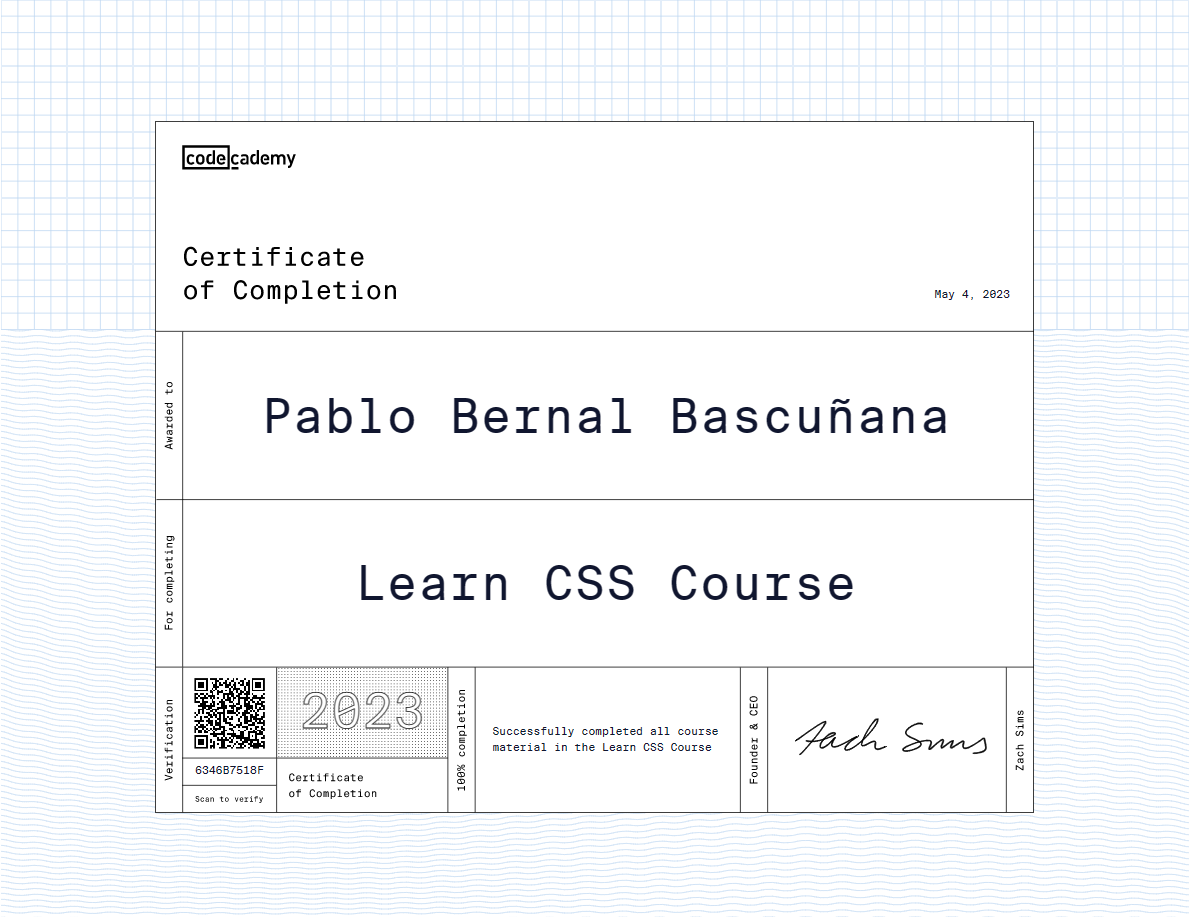 codecademy
Certificate
of Completion
May 4, 2023
Awarded to
Pablo Bernal Bascuñana
For completing
Learn CSS Course
Verification
6346B7518F
Scan to verify
2023
Certificate
of Completion
100% completion
Successfully completed all course
material in the Learn CSS Course
Founder & CEO
Zach Sims
Zach Sims